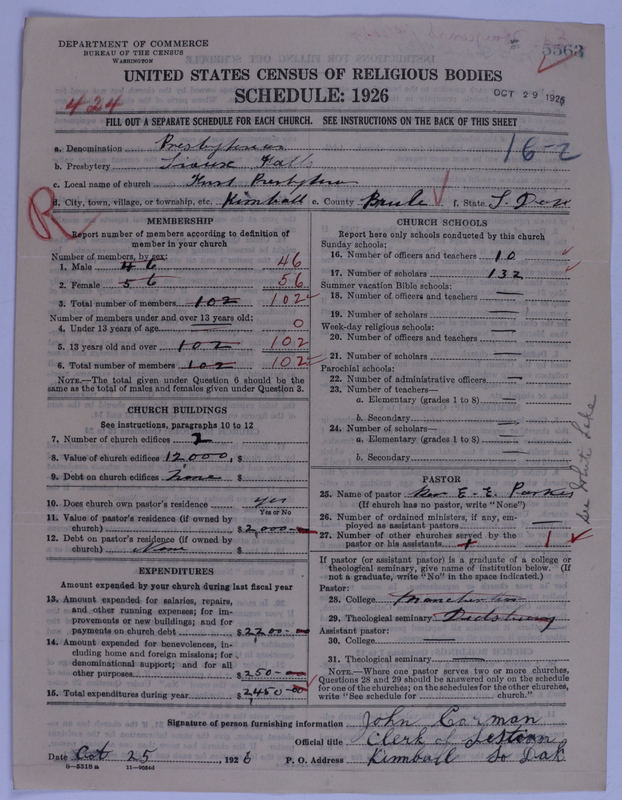 DEPARTMENT OF COMMERCE
BUREAU OF THE CENSUS
WASHINGTON
5563
UNITED STATES CENSUS OF RELIGIOUS BODIES
SCHEDULE: 1926
OCT 29 1926
424
FILL OUT A SEPARATE SCHEDULE FOR EACH CHURCH. SEE INSTRUCTIONS ON THE BACK OF THIS SHEET
a. Denomination Presbyterian
16-2
b. Presbytery Sioux Falls
c. Local name of church First Presbyterian
d. City, town, village, or township, etc. Kimball e. County Brule f. State S. Dak
R
MEMBERSHIP
Report number of members according to definition of member in your church
Number of members, by sex:
1. Male 46 46
2. Female 56 56
3. Total number of members 102 102
Number of members under and over 13 years old:
4. Under 13 years of age — 0
5. 13 years old and over 102 102
6. Total number of members 102 102
NOTE.—The total given under Question 6 should be the
same as the total of males and females given under Question 3.
CHURCH BUILDINGS
See instructions, paragraphs 10 to 12
7. Number of church edifices
8. Value of church edifices 12,000, $
9. Debt on church edifices None $
10. Does church own pastor's residence yes
Yes or No
11. Value of pastor's residence (if owned by
church) $ 2,000
12. Debt on pastor's residence (if owned by
church) None $
EXPENDITURES
Amount expended by your church during last fiscal year
13. Amount expended for salaries, repairs,
and other running expenses; for im-
provements or new buildings; and for
payments on church debt $ 2200
14. Amount expended for benevolences, in-
cluding home and foreign missions; for
denominational support; and for all
other purposes $ 250
15. Total expenditures during year $ 2,450
CHURCH SCHOOLS
Report here only schools conducted by this church
Sunday schools:
16. Number of officers and teachers 10
17. Number of scholars 132
Summer vacation Bible schools:
18. Number of officers and teachers —
19. Number of scholars —
Week-day religious schools:
20. Number of officers and teachers —
21. Number of scholars —
Parochial schools:
22. Number of administrative officers —
23. Number of teachers—
a. Elementary (grades 1 to 8) —
b. Secondary
24. Number of scholars—
a. Elementary (grades 1 to 8) —
b. Secondary —
See White Lake
PASTOR
25. Name of pastor Rev E. E.
(If church has no pastor, write "None")
26. Number of ordained ministers, if any, em-
ployed as assistant pastors —
27. Number of other churches served by the
pastor or his assistants 1
If pastor (or assistant pastor) is a graduate of a college or
theological seminary, give name of institution below. (If
not a graduate, write "No" in the space indicated.)
Pastor:
28. College
29. Theological seminary
Assistant pastor:
30. College —
31. Theological seminary —
NOTE.—Where one pastor serves two or more churches,
Questions 28 and 29 should be answered only on the schedule
for one of the churches; on the schedules for the other churches,
write "See schedule for church."
Signature of person furnishing information John Carman
Official title Clerk of Session
Date Oct 25, 1926 P. O. Address Kimball So Dak
8—5318 a